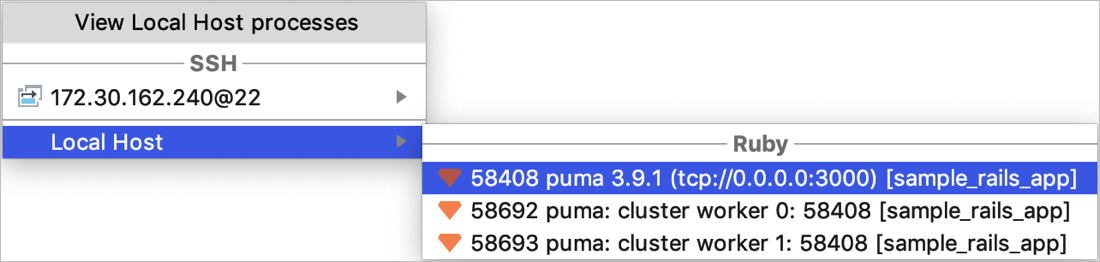 View Local Host processes
SSH
172.30.162.240@22
Local Host
Ruby
58408 puma 3.9.1 (tcp://0.0.0.0:3000) [sample_rails_app]
58692 puma: cluster worker 0: 58408 [sample_rails_app]
58693 puma: cluster worker 1: 58408 [sample_rails_app]